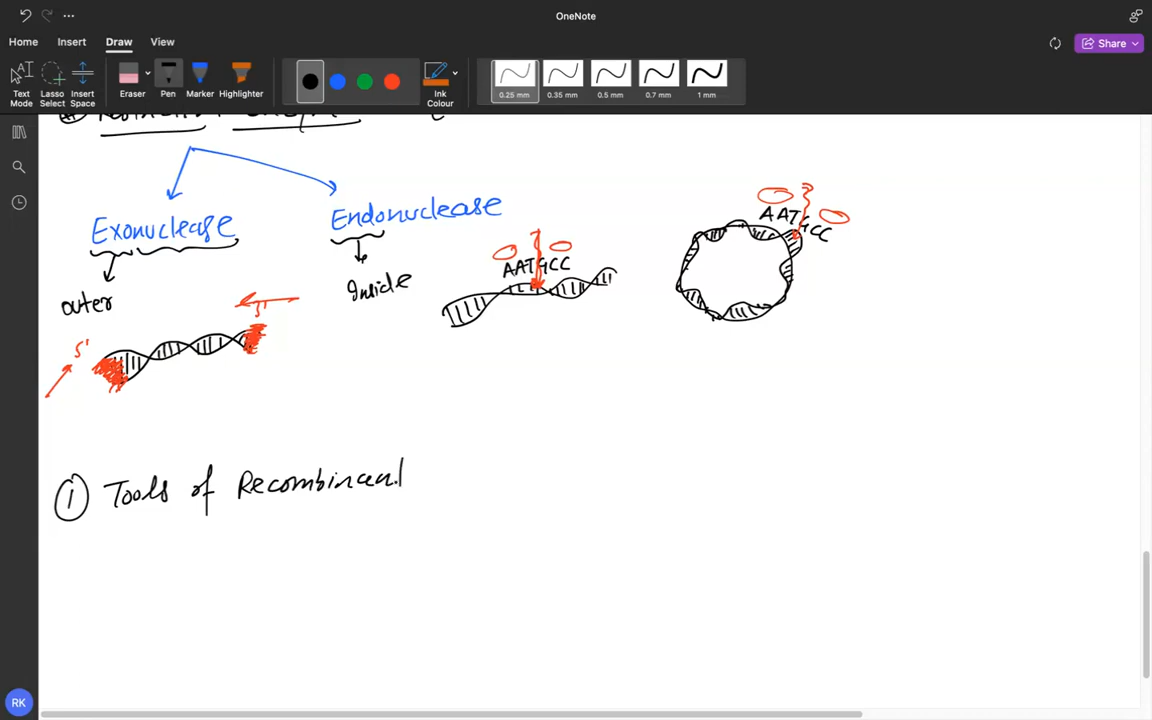 OneNote
Home Insert Draw View
Share
Text Mode
Lasso Select
Insert Space
Eraser
Pen
Marker
Highlighter
Ink Colour
0.25 mm 0.35 mm 0.5 mm 0.7 mm 1 mm
Exonuclease
Endonuclease
outer
Inside
AATGCC
AATGCC
5'
5'
① Tools of Recombinaal
RK